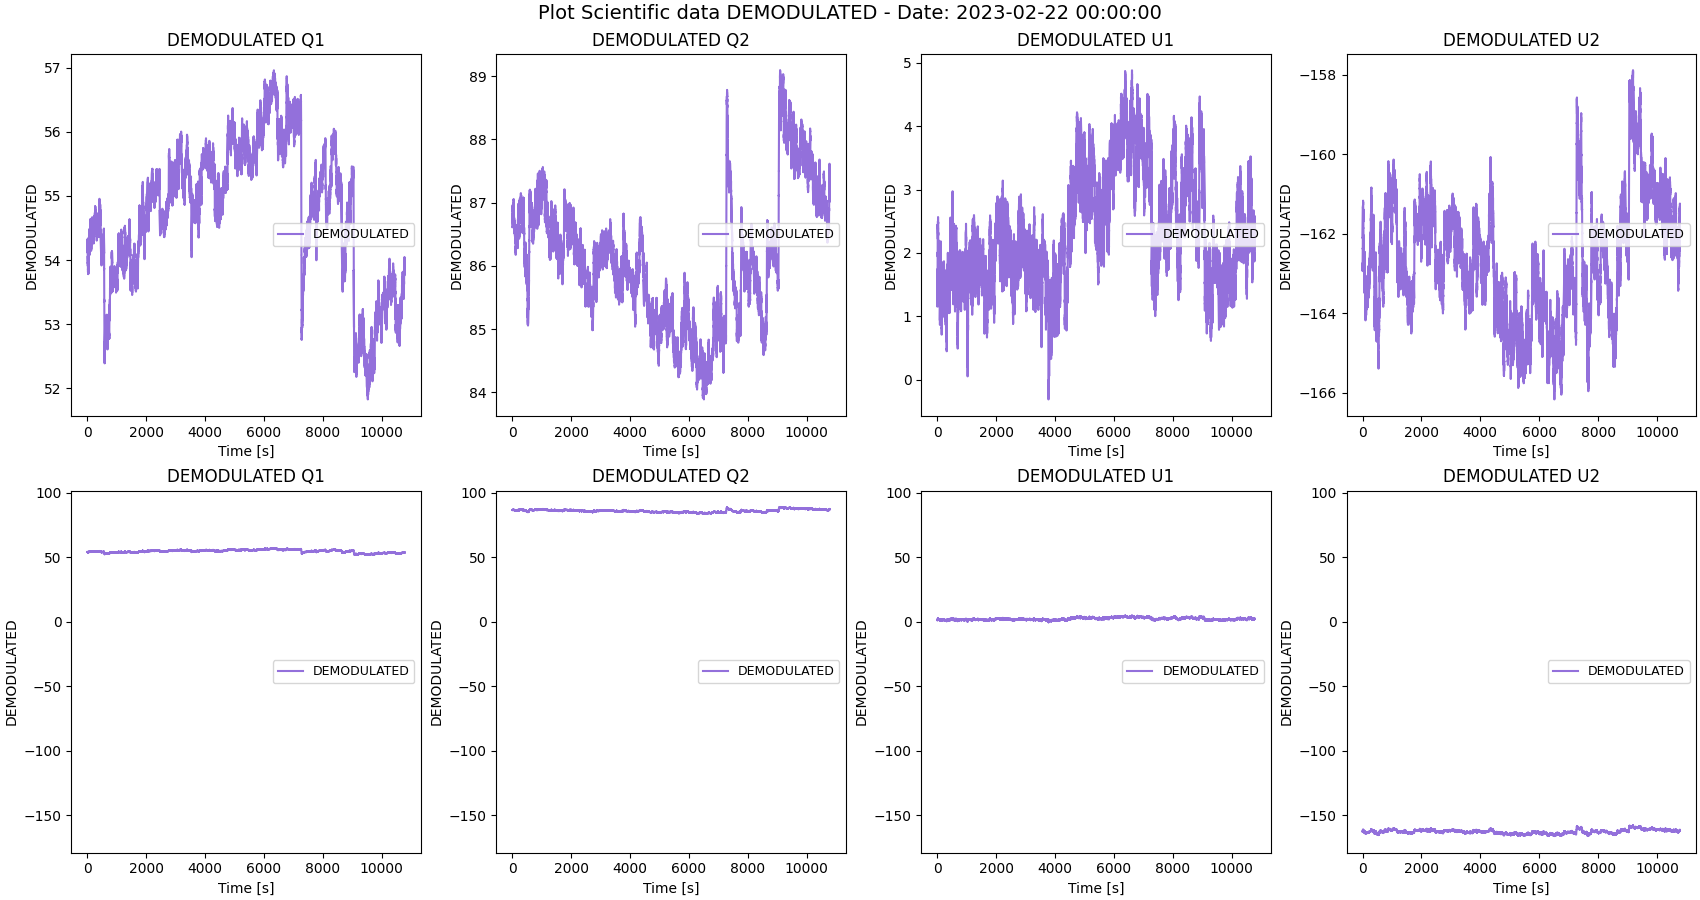 Plot Scientific data DEMODULATED - Date: 2023-02-22 00:00:00
DEMODULATED Q1
DEMODULATED
57
56
55
54
53
52
DEMODULATED
0 2000 4000 6000 8000 10000
Time [s]
DEMODULATED Q2
DEMODULATED
89
88
87
86
85
84
DEMODULATED
0 2000 4000 6000 8000 10000
Time [s]
DEMODULATED U1
DEMODULATED
5
4
3
2
1
0
DEMODULATED
0 2000 4000 6000 8000 10000
Time [s]
DEMODULATED U2
DEMODULATED
−158
−160
−162
−164
−166
DEMODULATED
0 2000 4000 6000 8000 10000
Time [s]
DEMODULATED Q1
DEMODULATED
100
50
0
−50
−100
−150
DEMODULATED
0 2000 4000 6000 8000 10000
Time [s]
DEMODULATED Q2
DEMODULATED
100
50
0
−50
−100
−150
DEMODULATED
0 2000 4000 6000 8000 10000
Time [s]
DEMODULATED U1
DEMODULATED
100
50
0
−50
−100
−150
DEMODULATED
0 2000 4000 6000 8000 10000
Time [s]
DEMODULATED U2
DEMODULATED
100
50
0
−50
−100
−150
DEMODULATED
0 2000 4000 6000 8000 10000
Time [s]